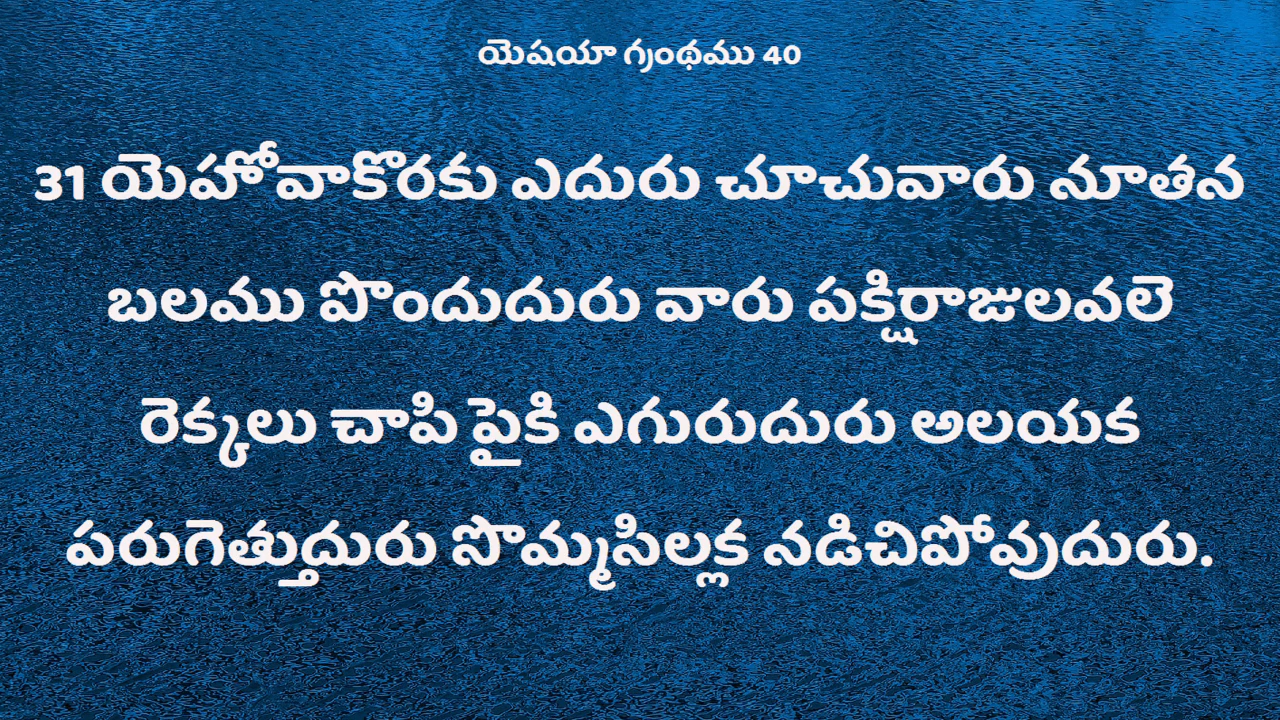 యెషయా గ్రంథము 40
31 యెహోవాకొరకు ఎదురు చూచువారు నూతన
బలము పొందుదురు వారు పక్షిర్రాజులవలె
రెక్కలు చాపి పైకి ఎగురుదురు అలయక
పరుగెత్తుదురు సొమ్మసిల్లక నడిచిపోవుదురు.